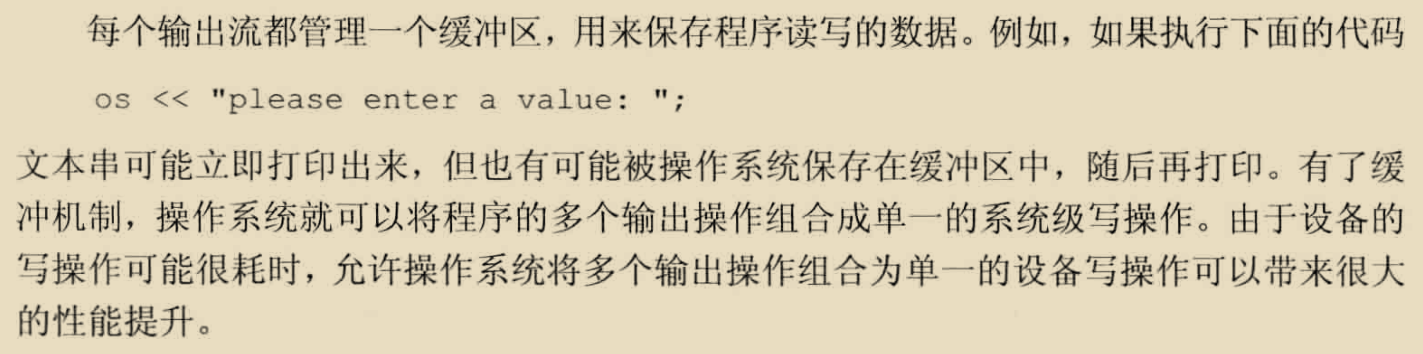 每个输出流都管理一个缓冲区，用来保存程序读写的数据。例如，如果执行下面的代码
os << "please enter a value: ";
文本串可能立即打印出来，但也有可能被操作系统保存在缓冲区中，随后再打印。有了缓
冲机制，操作系统就可以将程序的多个输出操作组合成单一的系统级写操作。由于设备的
写操作可能很耗时，允许操作系统将多个输出操作组合为单一的设备写操作可以带来很大
的性能提升。